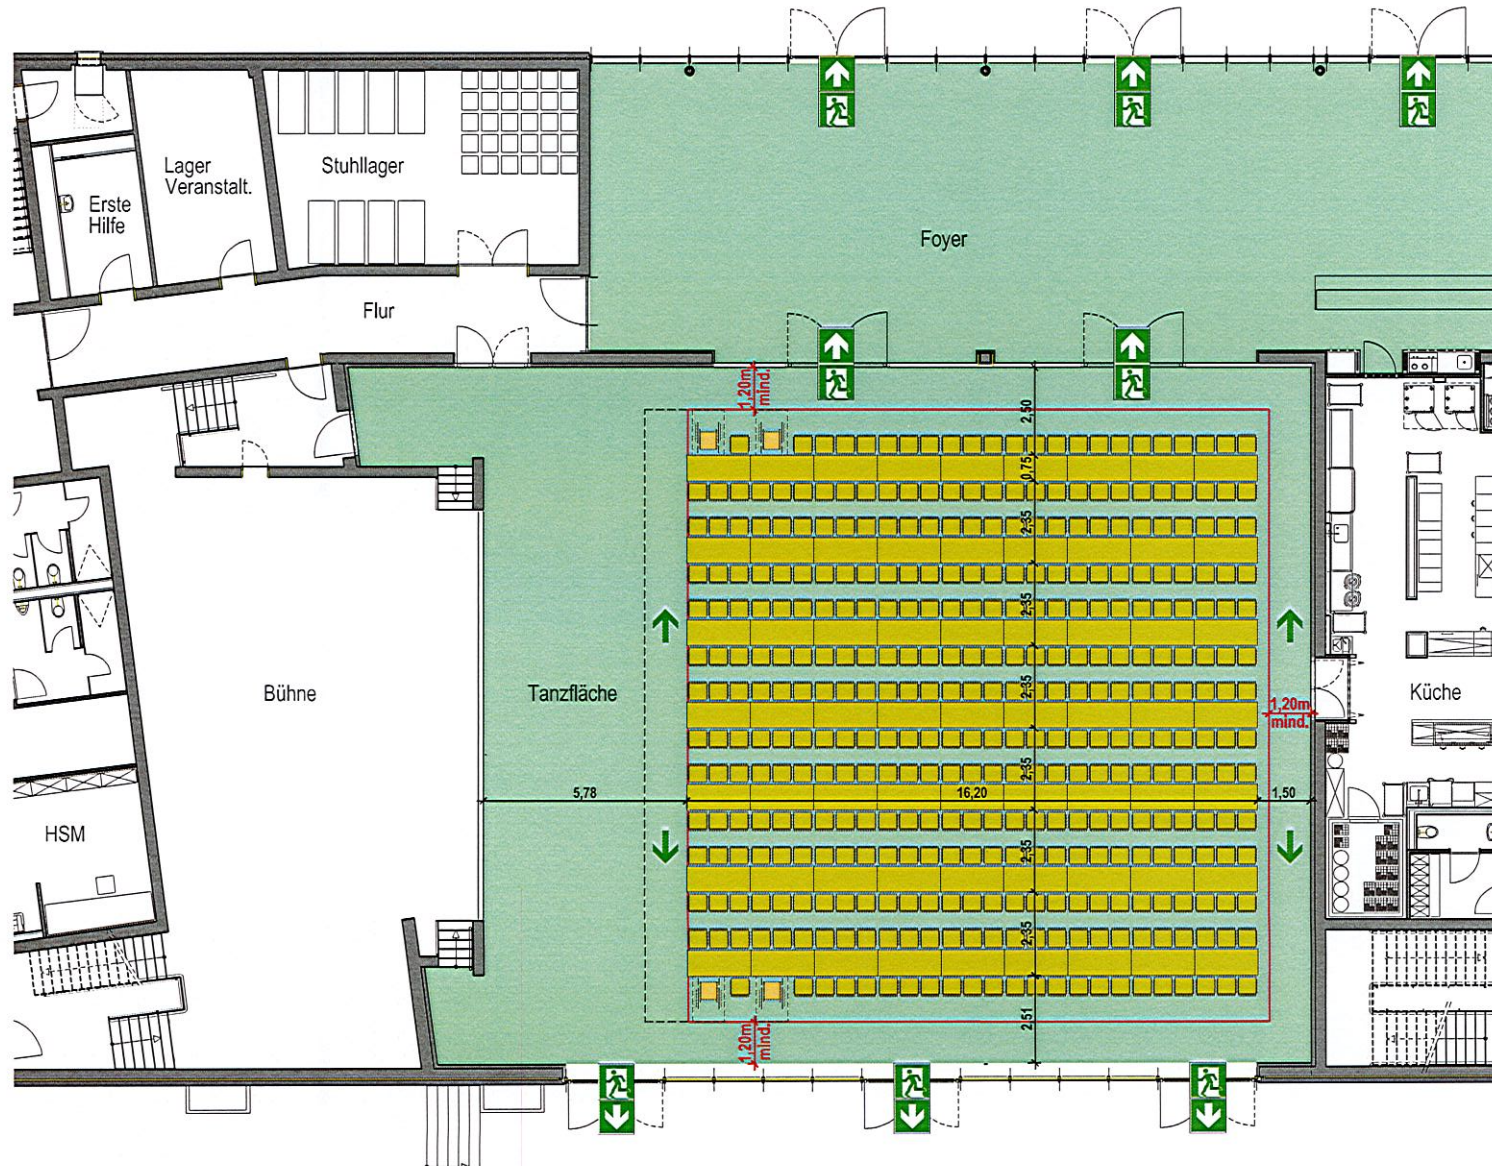 Lager
Veranstalt.
Stuhllager
Erste
Hilfe
Foyer
Flur
1,20m
mind.
2,50
0,75
2,35
2,35
2,35
Bühne
Tanzfläche
Küche
1,20m
mind.
2,35
5,78
16,20
1,50
HSM
2,35
2,35
1,20m
mind.
2,51